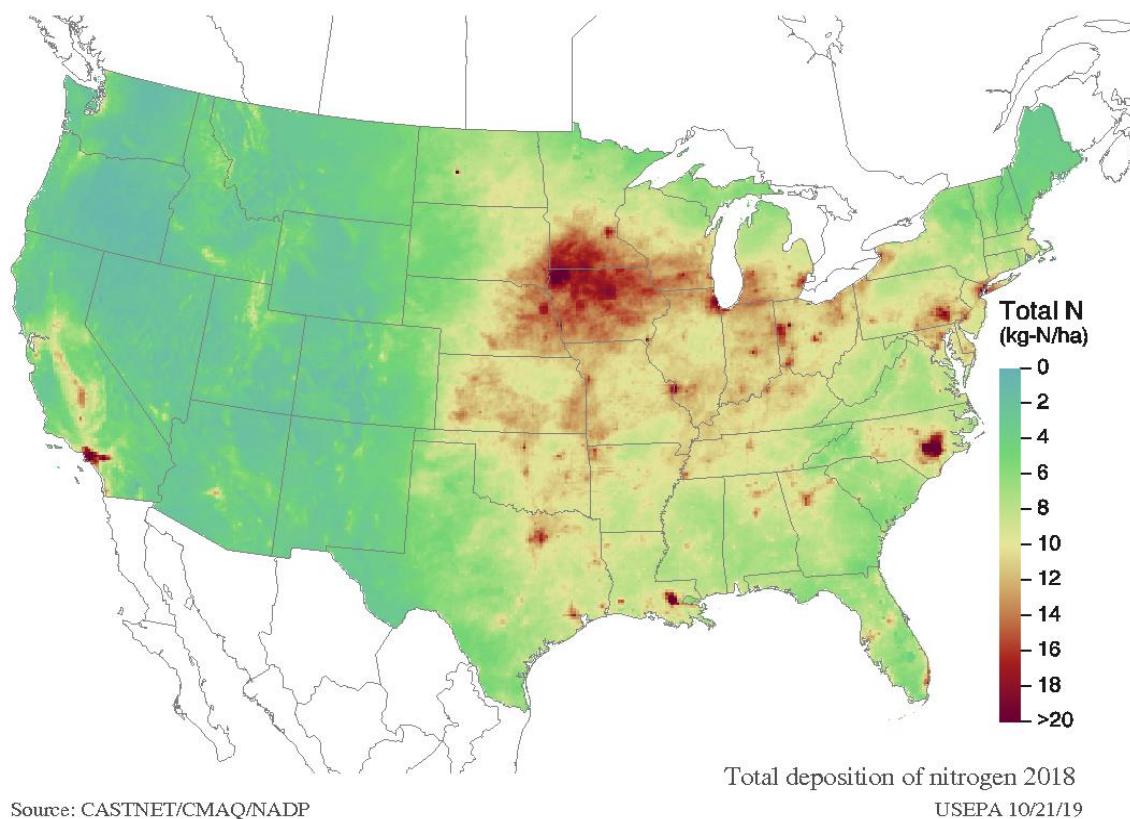 Total N
(kg-N/ha)
0
2
4
6
8
10
12
14
16
18
>20
Total deposition of nitrogen 2018
Source: CASTNET/CMAQ/NADP
USEPA 10/21/19